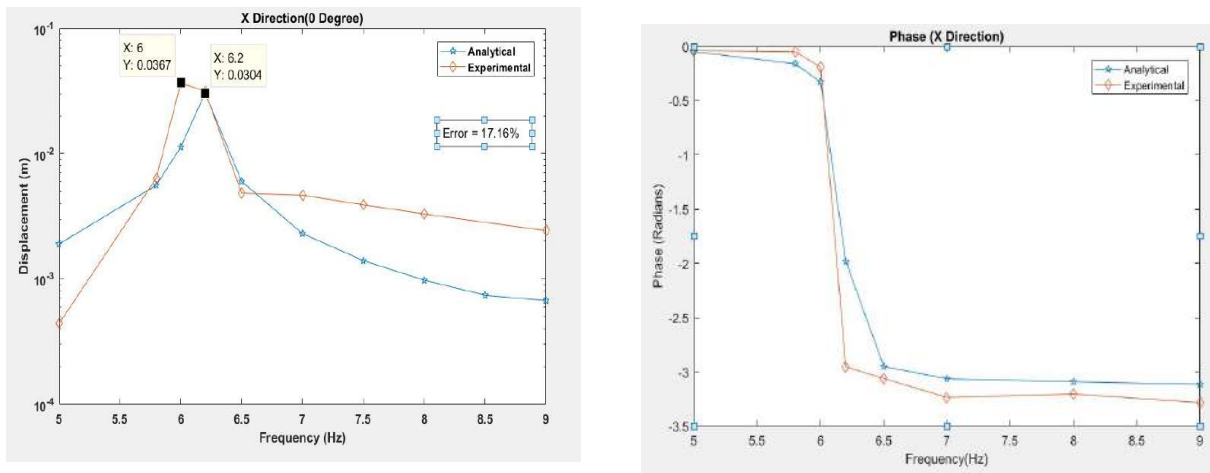 X Direction(0 Degree)
10^-1
10^-2
10^-3
10^-4
Displacement (m)
X: 6
Y: 0.0367
X: 6.2
Y: 0.0304
Analytical
Experimental
Error = 17.16%
5 5.5 6 6.5 7 7.5 8 8.5 9
Frequency (Hz)
Phase (X Direction)
0
-0.5
-1
-1.5
-2
-2.5
-3
-3.5
Phase (Radians)
Analytical
Experimental
5 5.5 6 6.5 7 7.5 8 8.5 9
Frequency(Hz)